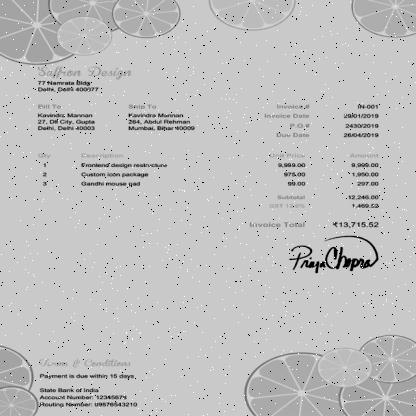 Saffron Design
77 Namrata Bldg
Delhi, Delhi 400077
Bill To Ship To Invoice # IN-001
Kavindra Mannan Kavindra Mannan Invoice Date 29/01/2019
27, Dlf City, Gupta 264, Abdul Rehman P.O.# 2430/2019
Delhi, Delhi 40003 Mumbai, Bihar 40009 Due Date 26/04/2019
Qty Description Unit Price Amount
1 Frontend design restructure 9,999.00 9,999.00
2 Custom icon package 975.00 1,950.00
3 Gandhi mouse pad 99.00 297.00
Subtotal 12,246.00
GST 12.0% 1,469.52
Invoice Total ₹13,715.52
Priya Chopra
Terms & Conditions
Payment is due within 15 days
State Bank of India
Account Number: 12345678
Routing Number: 09876543210